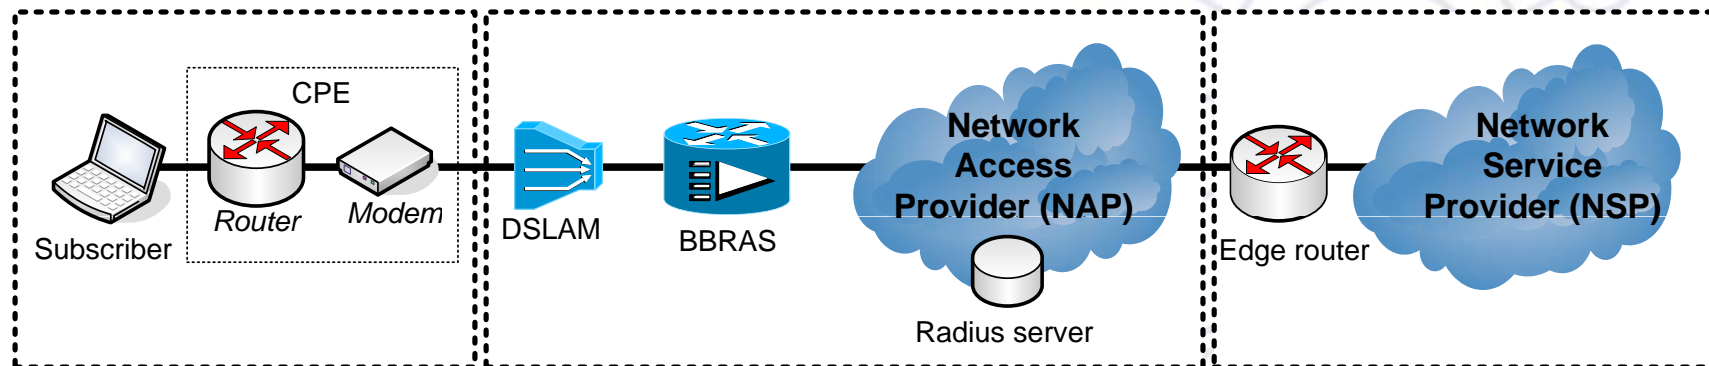 CPE
Router
Modem
Subscriber
DSLAM
BBRAS
Network
Access
Provider (NAP)
Radius server
Edge router
Network
Service
Provider (NSP)